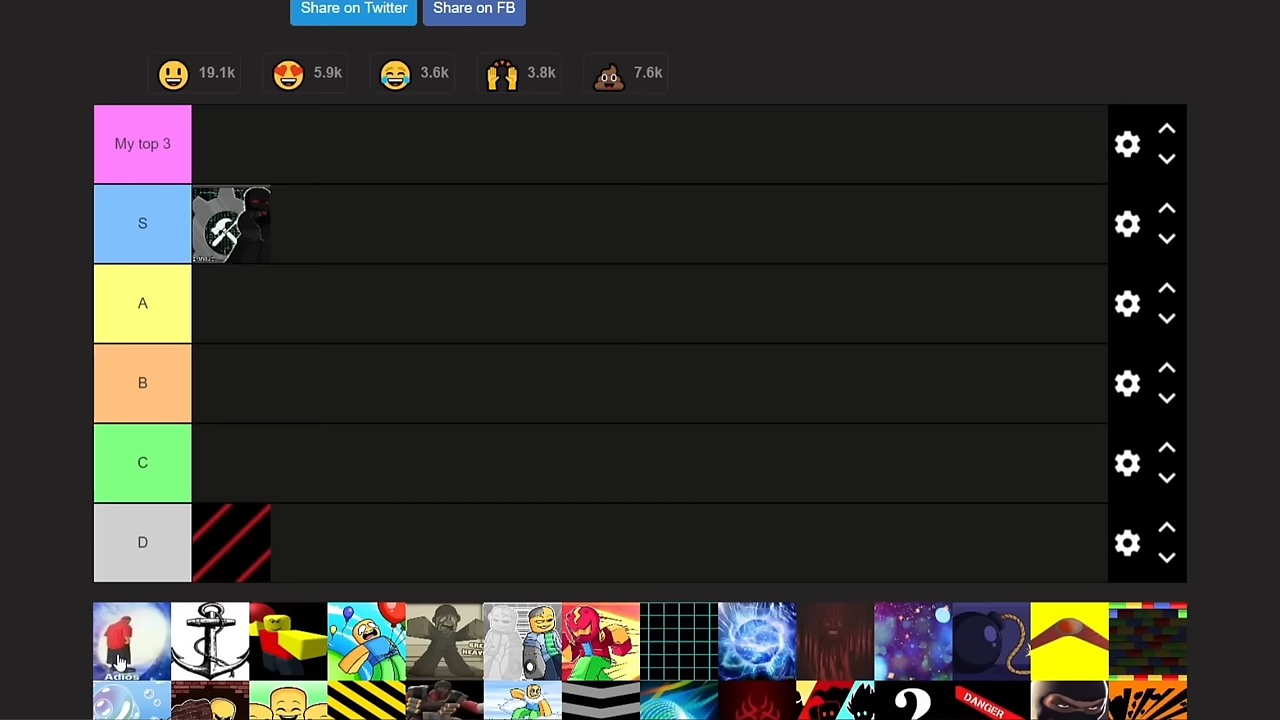 Share on Twitter Share on FB
19.1k 5.9k 3.6k 3.8k 7.6k
My top 3
S
A
B
C
D
Adios
?
DANGER